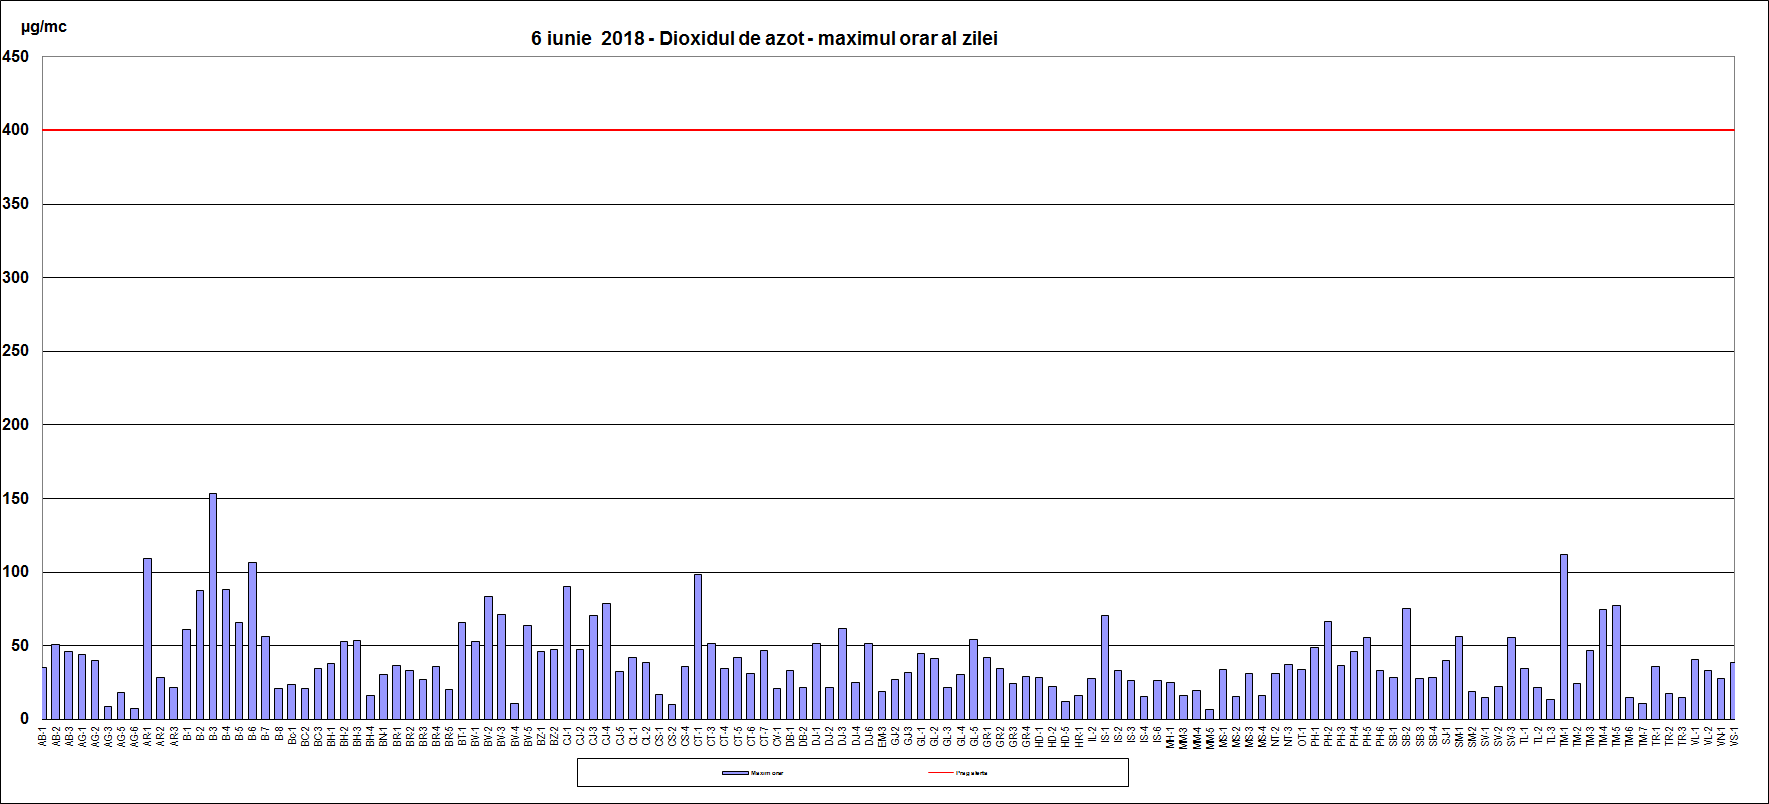 µg/mc
6 iunie 2018 - Dioxidul de azot - maximul orar al zilei
450
400
350
300
250
200
150
100
50
0
AB-1 AB-2 AB-3 AG-1 AG-2 AG-3 AG-5 AG-6 AR-1 AR-2 AR-3 B-1 B-2 B-3 B-4 B-5 B-6 B-7 B-8 Bc-1 BC-2 BC-3 BH-1 BH-2 BH-3 BH-4 BN-1 BR-1 BR-2 BR-3 BR-4 BR-5 BT-1 BV-1 BV-2 BV-3 BV-4 BV-5 BZ-1 BZ-2 CJ-1 CJ-2 CJ-3 CJ-4 CJ-5 CL-1 CL-2 CS-1 CS-2 CS-4 CT-1 CT-3 CT-4 CT-5 CT-6 CT-7 CV-1 DB-1 DB-2 DJ-1 DJ-2 DJ-3 DJ-4 DJ-6 EM-3 GJ-2 GJ-3 GL-1 GL-2 GL-3 GL-4 GL-5 GR-1 GR-2 GR-3 GR-4 HD-1 HD-2 HD-5 HR-1 IL-2 IS-1 IS-2 IS-3 IS-4 IS-6 MH-1 MM-3 MM-4 MM-5 MS-1 MS-2 MS-3 MS-4 NT-2 NT-3 OT-1 PH-1 PH-2 PH-3 PH-4 PH-5 PH-6 SB-1 SB-2 SB-3 SB-4 SJ-1 SM-1 SM-2 SV-1 SV-2 SV-3 TL-1 TL-2 TL-3 TM-1 TM-2 TM-3 TM-4 TM-5 TM-6 TM-7 TR-1 TR-2 TR-3 VL-1 VL-2 VN-1 VS-1
Maxim orar Prag alerta